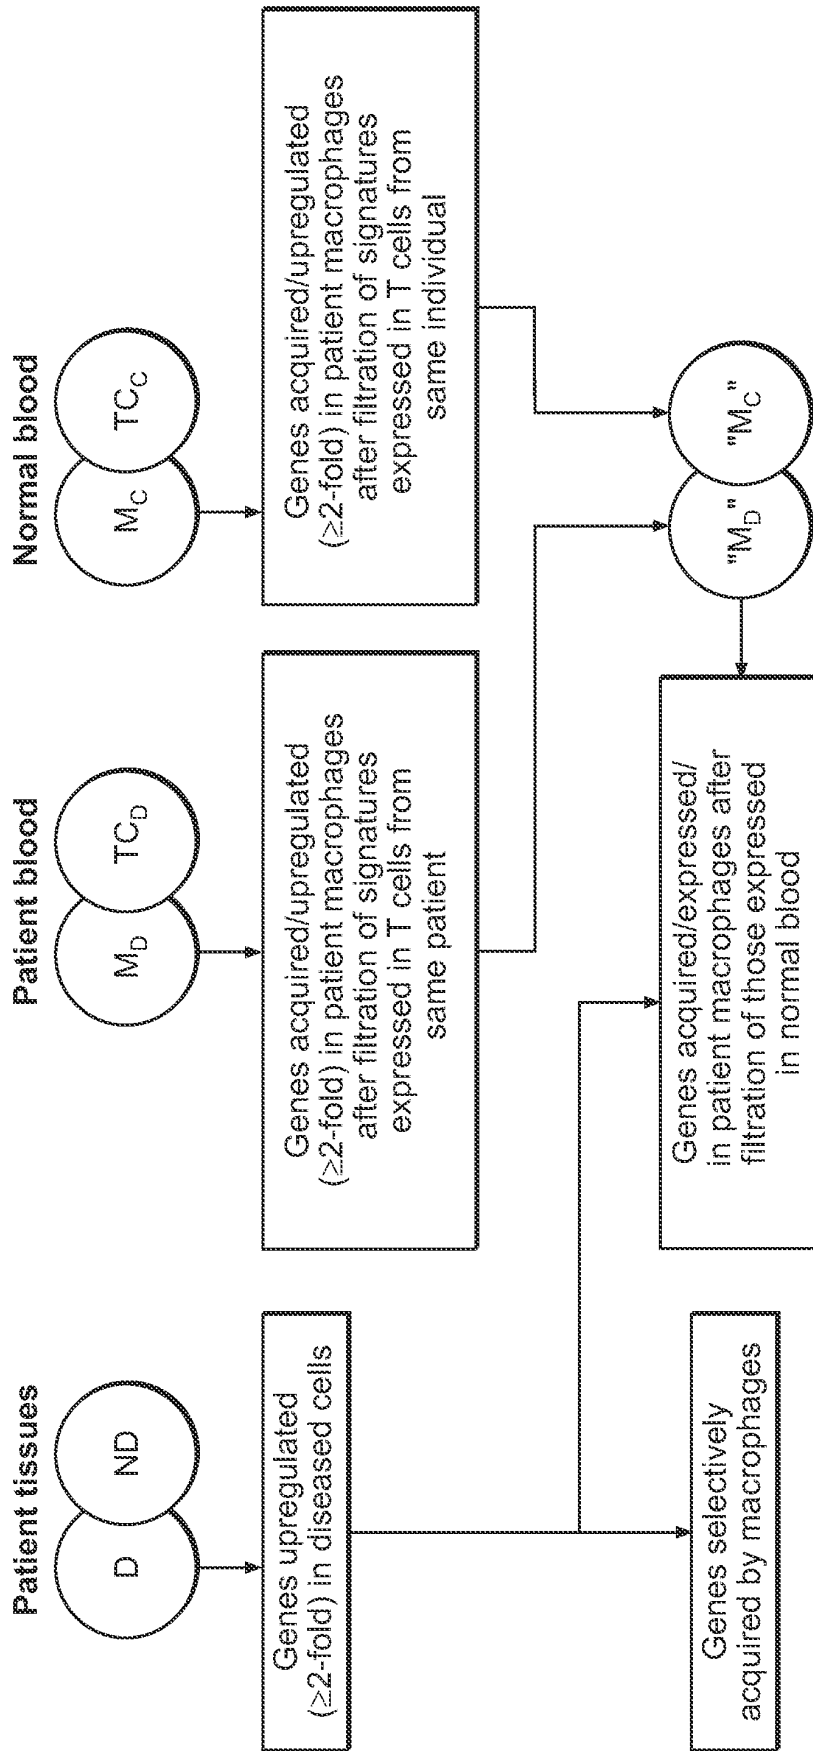 Patient tissues
D
ND
Genes upregulated
(≥2-fold) in diseased cells
Genes selectively
acquired by macrophages
Patient blood
M_D
TC_D
Genes acquired/upregulated
(≥2-fold) in patient macrophages
after filtration of signatures
expressed in T cells from
same patient
Normal blood
M_C
TC_C
Genes acquired/upregulated
(≥2-fold) in patient macrophages
after filtration of signatures
expressed in T cells from
same individual
"M_D"
"M_C"
Genes acquired/expressed/
in patient macrophages after
filtration of those expressed
in normal blood